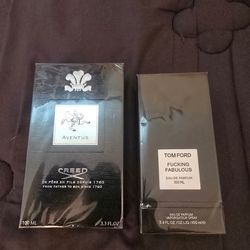 AVENTUS
CREED
DE PÈRE EN FILS DEPUIS 1760
FROM FATHER TO SON SINCE 1760
100 ML
3.3 FL.OZ
TOM FORD
FUCKING
FABULOUS
EAU DE PARFUM
100 ML
EAU DE PARFUM
VAPORISATEUR SPRAY